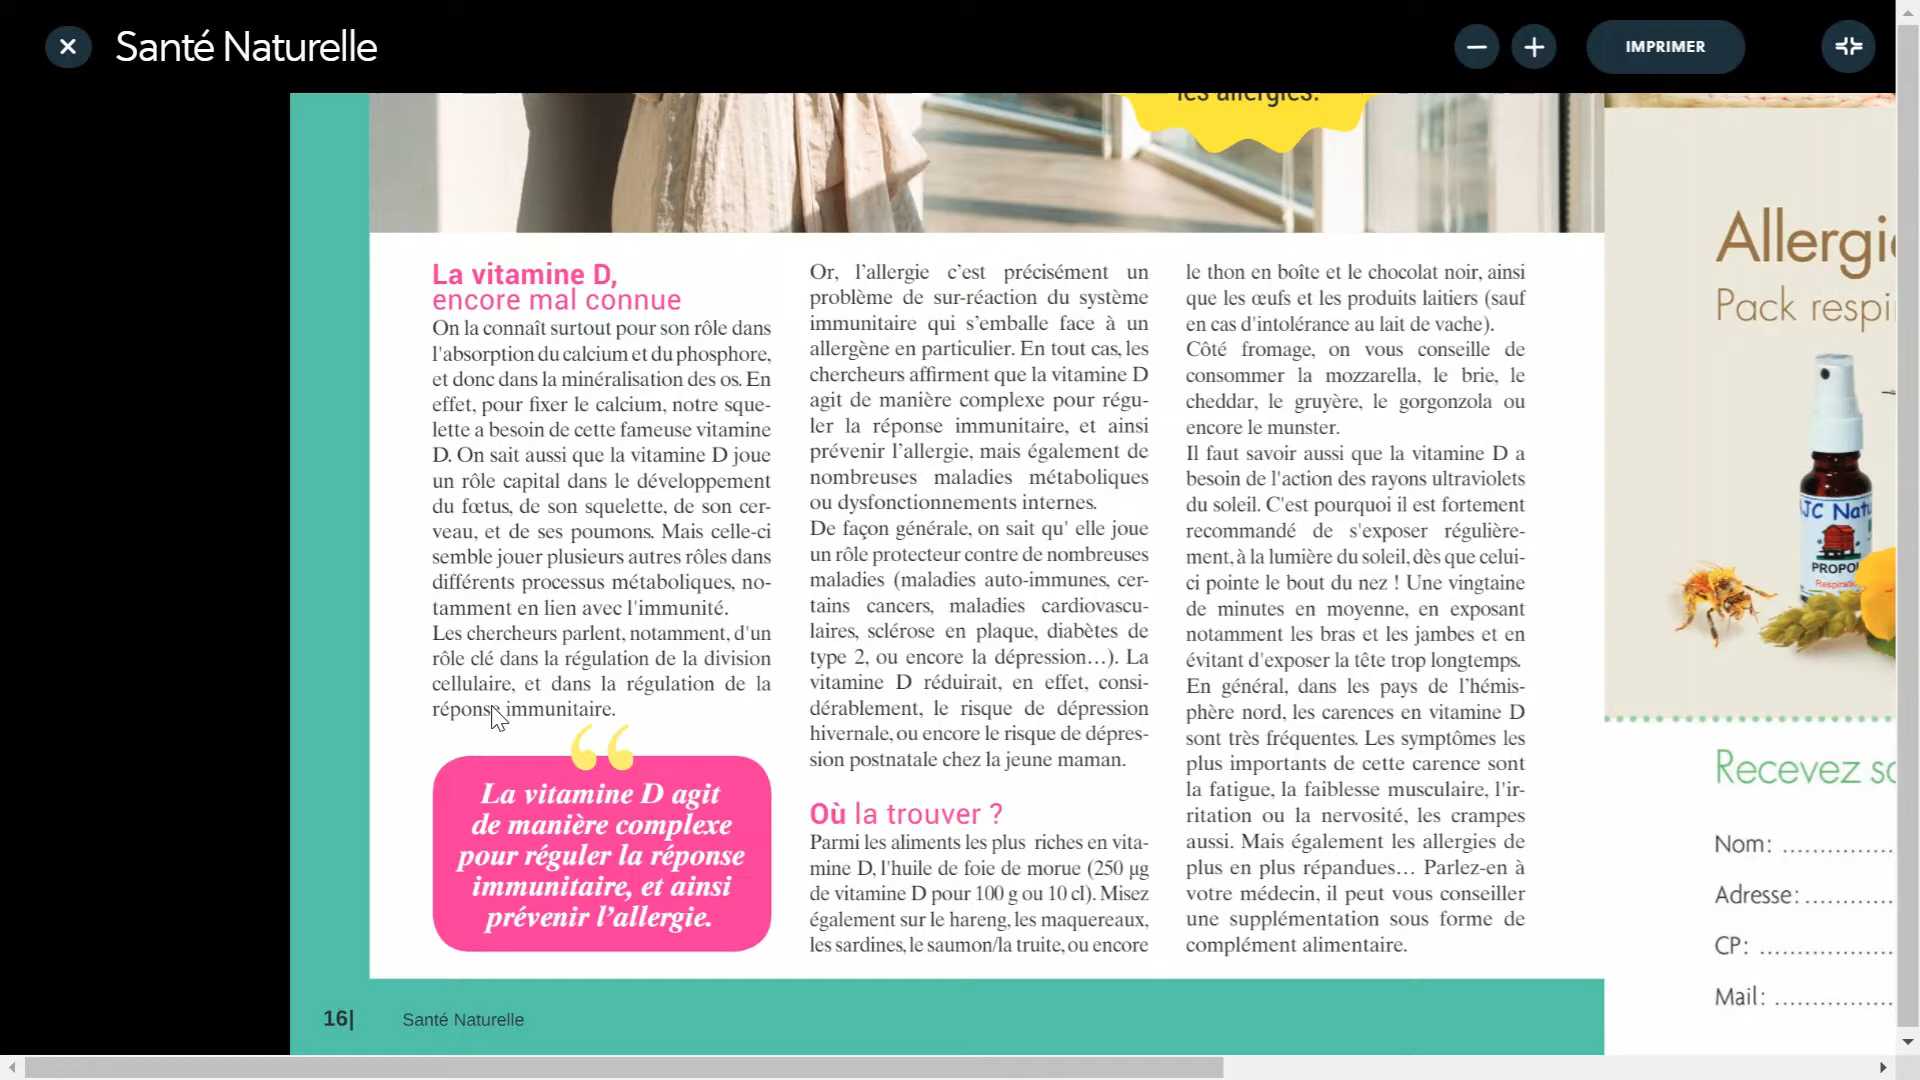 Santé Naturelle
IMPRIMER
les allergies.
La vitamine D,
encore mal connue
On la connaît surtout pour son rôle dans
l'absorption du calcium et du phosphore,
et donc dans la minéralisation des os. En
effet, pour fixer le calcium, notre sque-
lette a besoin de cette fameuse vitamine
D. On sait aussi que la vitamine D joue
un rôle capital dans le développement
du fœtus, de son squelette, de son cer-
veau, et de ses poumons. Mais celle-ci
semble jouer plusieurs autres rôles dans
différents processus métaboliques, no-
tamment en lien avec l'immunité.
Les chercheurs parlent, notamment, d'un
rôle clé dans la régulation de la division
cellulaire, et dans la régulation de la
réponse immunitaire.
“
La vitamine D agit
de manière complexe
pour réguler la réponse
immunitaire, et ainsi
prévenir l’allergie.
Or, l’allergie c’est précisément un
problème de sur-réaction du système
immunitaire qui s’emballe face à un
allergène en particulier. En tout cas, les
chercheurs affirment que la vitamine D
agit de manière complexe pour régu-
ler la réponse immunitaire, et ainsi
prévenir l’allergie, mais également de
nombreuses maladies métaboliques
ou dysfonctionnements internes.
De façon générale, on sait qu' elle joue
un rôle protecteur contre de nombreuses
maladies (maladies auto-immunes, cer-
tains cancers, maladies cardiovascu-
laires, sclérose en plaque, diabètes de
type 2, ou encore la dépression…). La
vitamine D réduirait, en effet, consi-
dérablement, le risque de dépression
hivernale, ou encore le risque de dépres-
sion postnatale chez la jeune maman.
Où la trouver ?
Parmi les aliments les plus riches en vita-
mine D, l'huile de foie de morue (250 µg
de vitamine D pour 100 g ou 10 cl). Misez
également sur le hareng, les maquereaux,
les sardines, le saumon/la truite, ou encore
le thon en boîte et le chocolat noir, ainsi
que les œufs et les produits laitiers (sauf
en cas d'intolérance au lait de vache).
Côté fromage, on vous conseille de
consommer la mozzarella, le brie, le
cheddar, le gruyère, le gorgonzola ou
encore le munster.
Il faut savoir aussi que la vitamine D a
besoin de l'action des rayons ultraviolets
du soleil. C'est pourquoi il est fortement
recommandé de s'exposer régulière-
ment, à la lumière du soleil, dès que celui-
ci pointe le bout du nez ! Une vingtaine
de minutes en moyenne, en exposant
notamment les bras et les jambes et en
évitant d'exposer la tête trop longtemps.
En général, dans les pays de l’hémis-
phère nord, les carences en vitamine D
sont très fréquentes. Les symptômes les
plus importants de cette carence sont
la fatigue, la faiblesse musculaire, l'ir-
ritation ou la nervosité, les crampes
aussi. Mais également les allergies de
plus en plus répandues… Parlez-en à
votre médecin, il peut vous conseiller
une supplémentation sous forme de
complément alimentaire.
16|
Santé Naturelle
Allergi
Pack respi
JC Natu
PROPO
Respirati
Recevez
Nom: ................
Adresse: .............
CP: ...................
Mail: .................